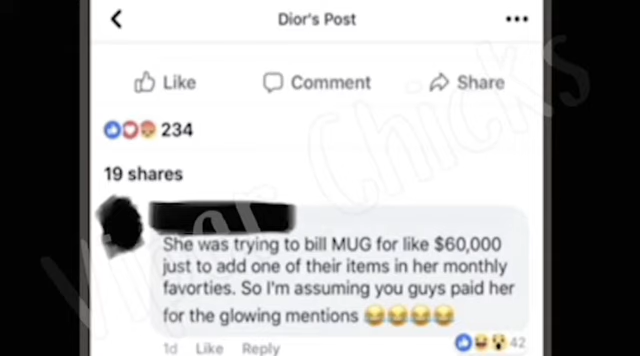 Dior's Post
Like Comment Share
234
19 shares
She was trying to bill MUG for like $60,000
just to add one of their items in her monthly
favorties. So I'm assuming you guys paid her
for the glowing mentions 😂😂😂😂
1d Like Reply 42
Viper Chicks